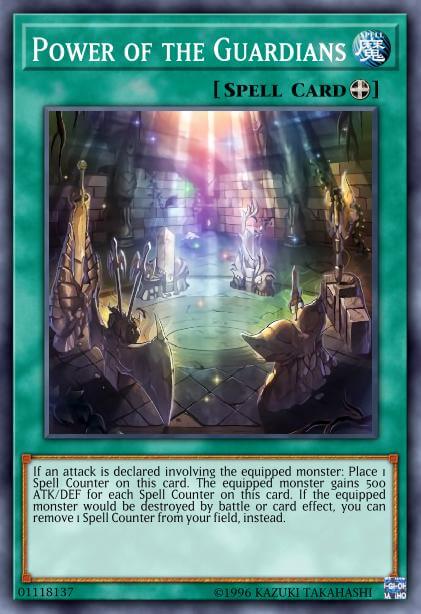 POWER OF THE GUARDIANS
SPELL
魔
[SPELL CARD]
If an attack is declared involving the equipped monster: Place 1
Spell Counter on this card. The equipped monster gains 500
ATK/DEF for each Spell Counter on this card. If the equipped
monster would be destroyed by battle or card effect, you can
remove 1 Spell Counter from your field, instead.
01118137
©1996 KAZUKI TAKAHASHI